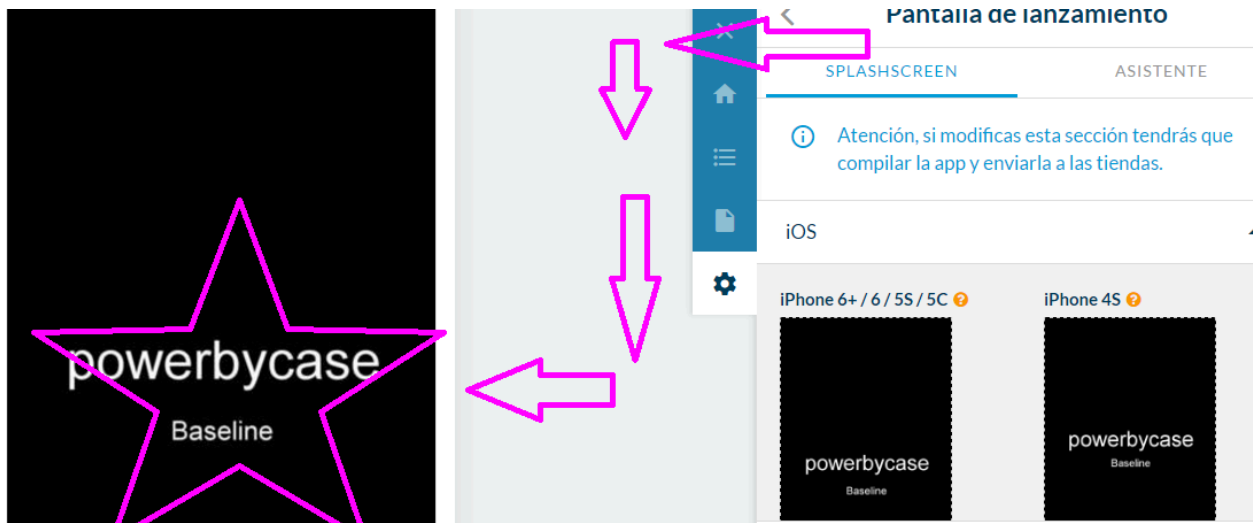 powerbycase
Baseline
Pantalla de lanzamiento
SPLASHSCREEN
ASISTENTE
Atención, si modificas esta sección tendrás que
compilar la app y enviarla a las tiendas.
iOS
iPhone 6+ / 6 / 5S / 5C
iPhone 4S
powerbycase
Baseline
powerbycase
Baseline